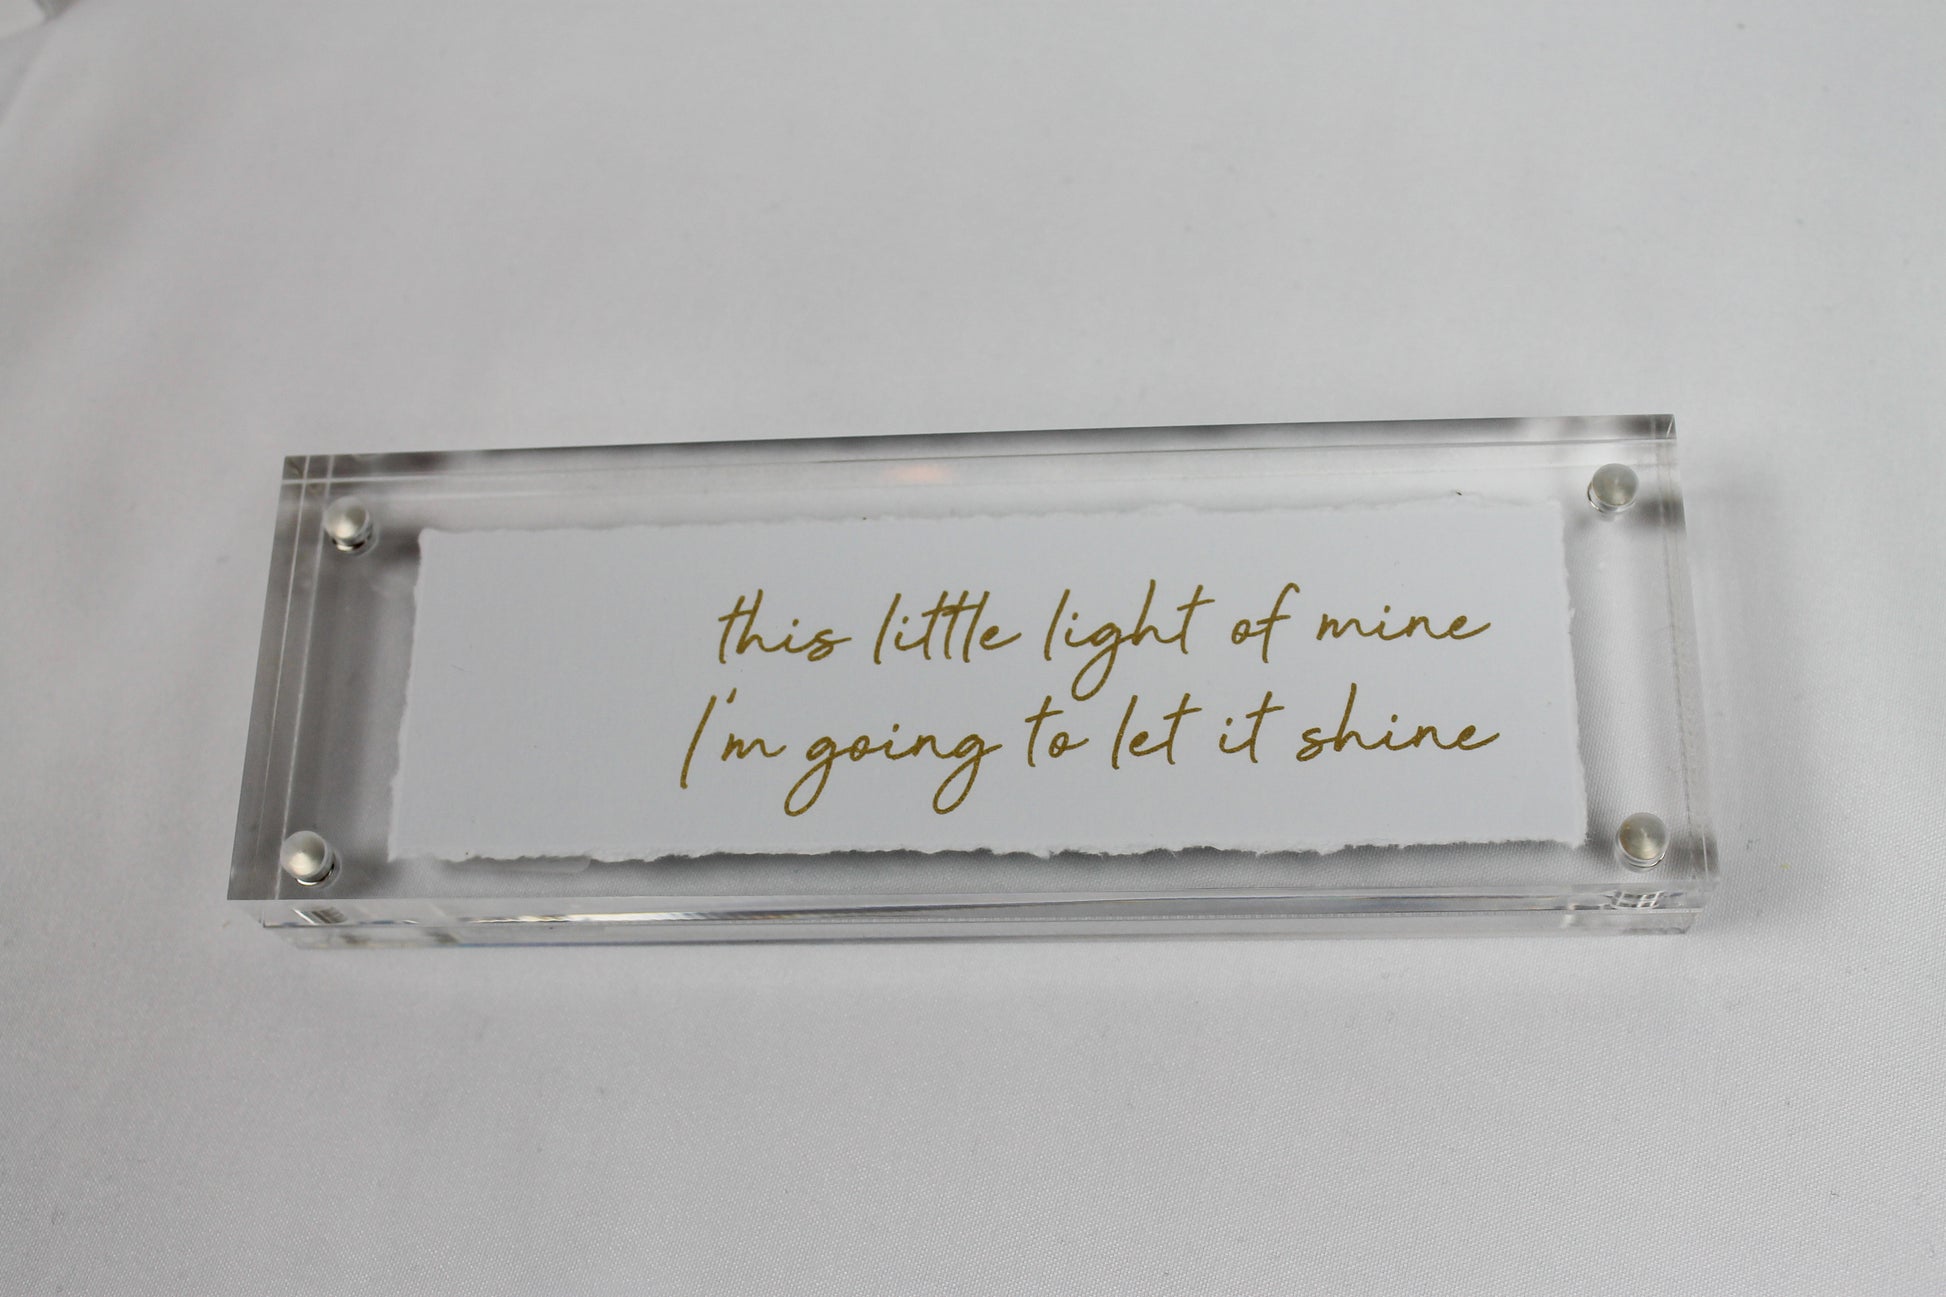 this little light of mine
I'm going to let it shine